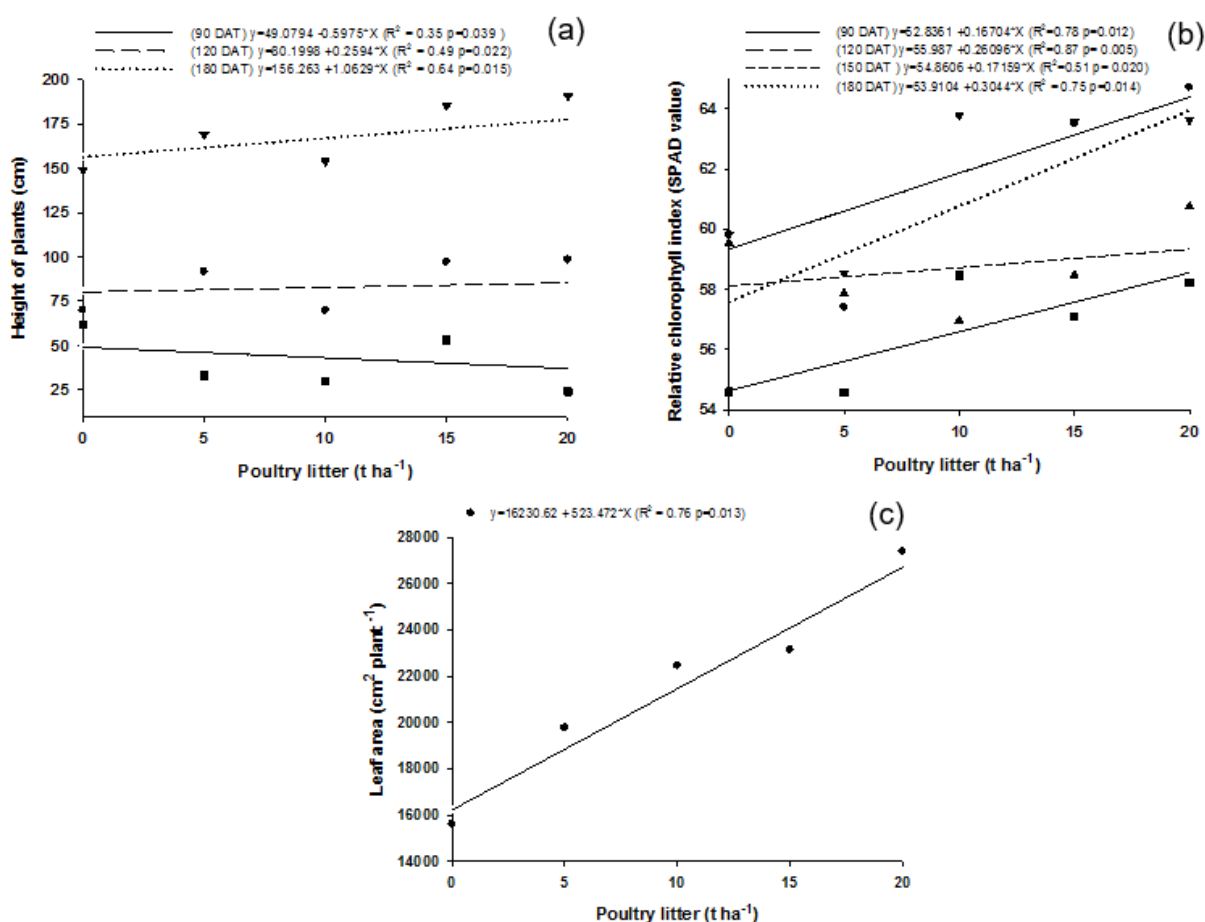 (a)
(90 DAT) y=49.0794 -0.5975*X (R² = 0.35 p=0.039 )
(120 DAT) y=80.1998 +0.2594*X (R² = 0.49 p=0.022)
(180 DAT) y=156.263 +1.0629*X (R² = 0.64 p=0.015)
200
175
150
125
100
75
50
25
Height of plants (cm)
0 5 10 15 20
Poultry litter (t ha⁻¹)
(b)
(90 DAT) y=52.8361 +0.16704*X (R²=0.78 p=0.012)
(120 DAT) y=55.987 +0.26096*X (R²=0.87 p= 0.005)
(150 DAT) y=54.8606 +0.17159*X (R²=0.51 p= 0.020)
(180 DAT) y=53.9104 +0.3044*X (R²= 0.75 p=0.014)
64
62
60
58
56
54
Relative chlorophyll index (SPAD value)
0 5 10 15 20
Poultry litter (t ha⁻¹)
(c)
y=16230.62 + 523.472*X (R² = 0.76 p=0.013)
28000
26000
24000
22000
20000
18000
16000
14000
Leaf area (cm² plant⁻¹)
0 5 10 15 20
Poultry litter (t ha⁻¹)